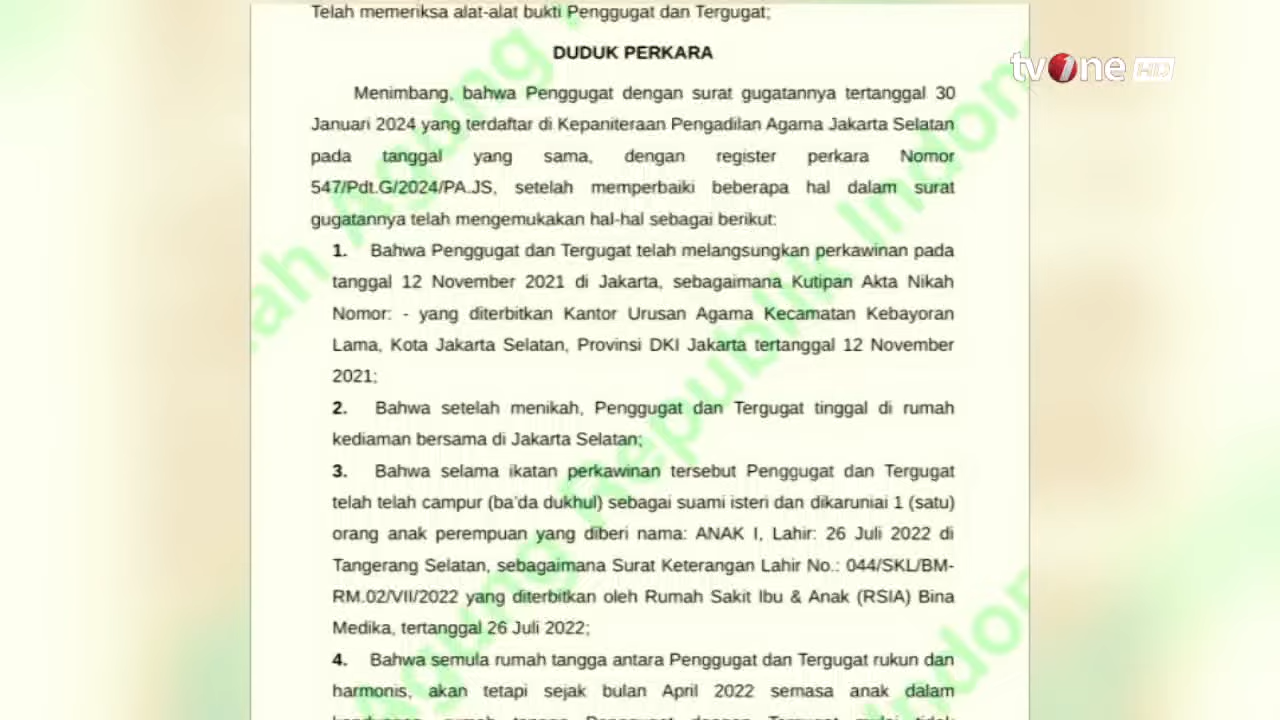 Telah memeriksa alat-alat bukti Penggugat dan Tergugat;
DUDUK PERKARA
tvOne HD
Menimbang, bahwa Penggugat dengan surat gugatannya tertanggal 30
Januari 2024 yang terdaftar di Kepaniteraan Pengadilan Agama Jakarta Selatan
pada tanggal yang sama, dengan register perkara Nomor
547/Pdt.G/2024/PA.JS, setelah memperbaiki beberapa hal dalam surat
gugatannya telah mengemukakan hal-hal sebagai berikut:
1. Bahwa Penggugat dan Tergugat telah melangsungkan perkawinan pada
tanggal 12 November 2021 di Jakarta, sebagaimana Kutipan Akta Nikah
Nomor: - yang diterbitkan Kantor Urusan Agama Kecamatan Kebayoran
Lama, Kota Jakarta Selatan, Provinsi DKI Jakarta tertanggal 12 November
2021;
2. Bahwa setelah menikah, Penggugat dan Tergugat tinggal di rumah
kediaman bersama di Jakarta Selatan;
3. Bahwa selama ikatan perkawinan tersebut Penggugat dan Tergugat
telah telah campur (ba'da dukhul) sebagai suami isteri dan dikaruniai 1 (satu)
orang anak perempuan yang diberi nama: ANAK I, Lahir: 26 Juli 2022 di
Tangerang Selatan, sebagaimana Surat Keterangan Lahir No.: 044/SKL/BM-
RM.02/VII/2022 yang diterbitkan oleh Rumah Sakit Ibu & Anak (RSIA) Bina
Medika, tertanggal 26 Juli 2022;
4. Bahwa semula rumah tangga antara Penggugat dan Tergugat rukun dan
harmonis, akan tetapi sejak bulan April 2022 semasa anak dalam
Agung Republik Indonesia